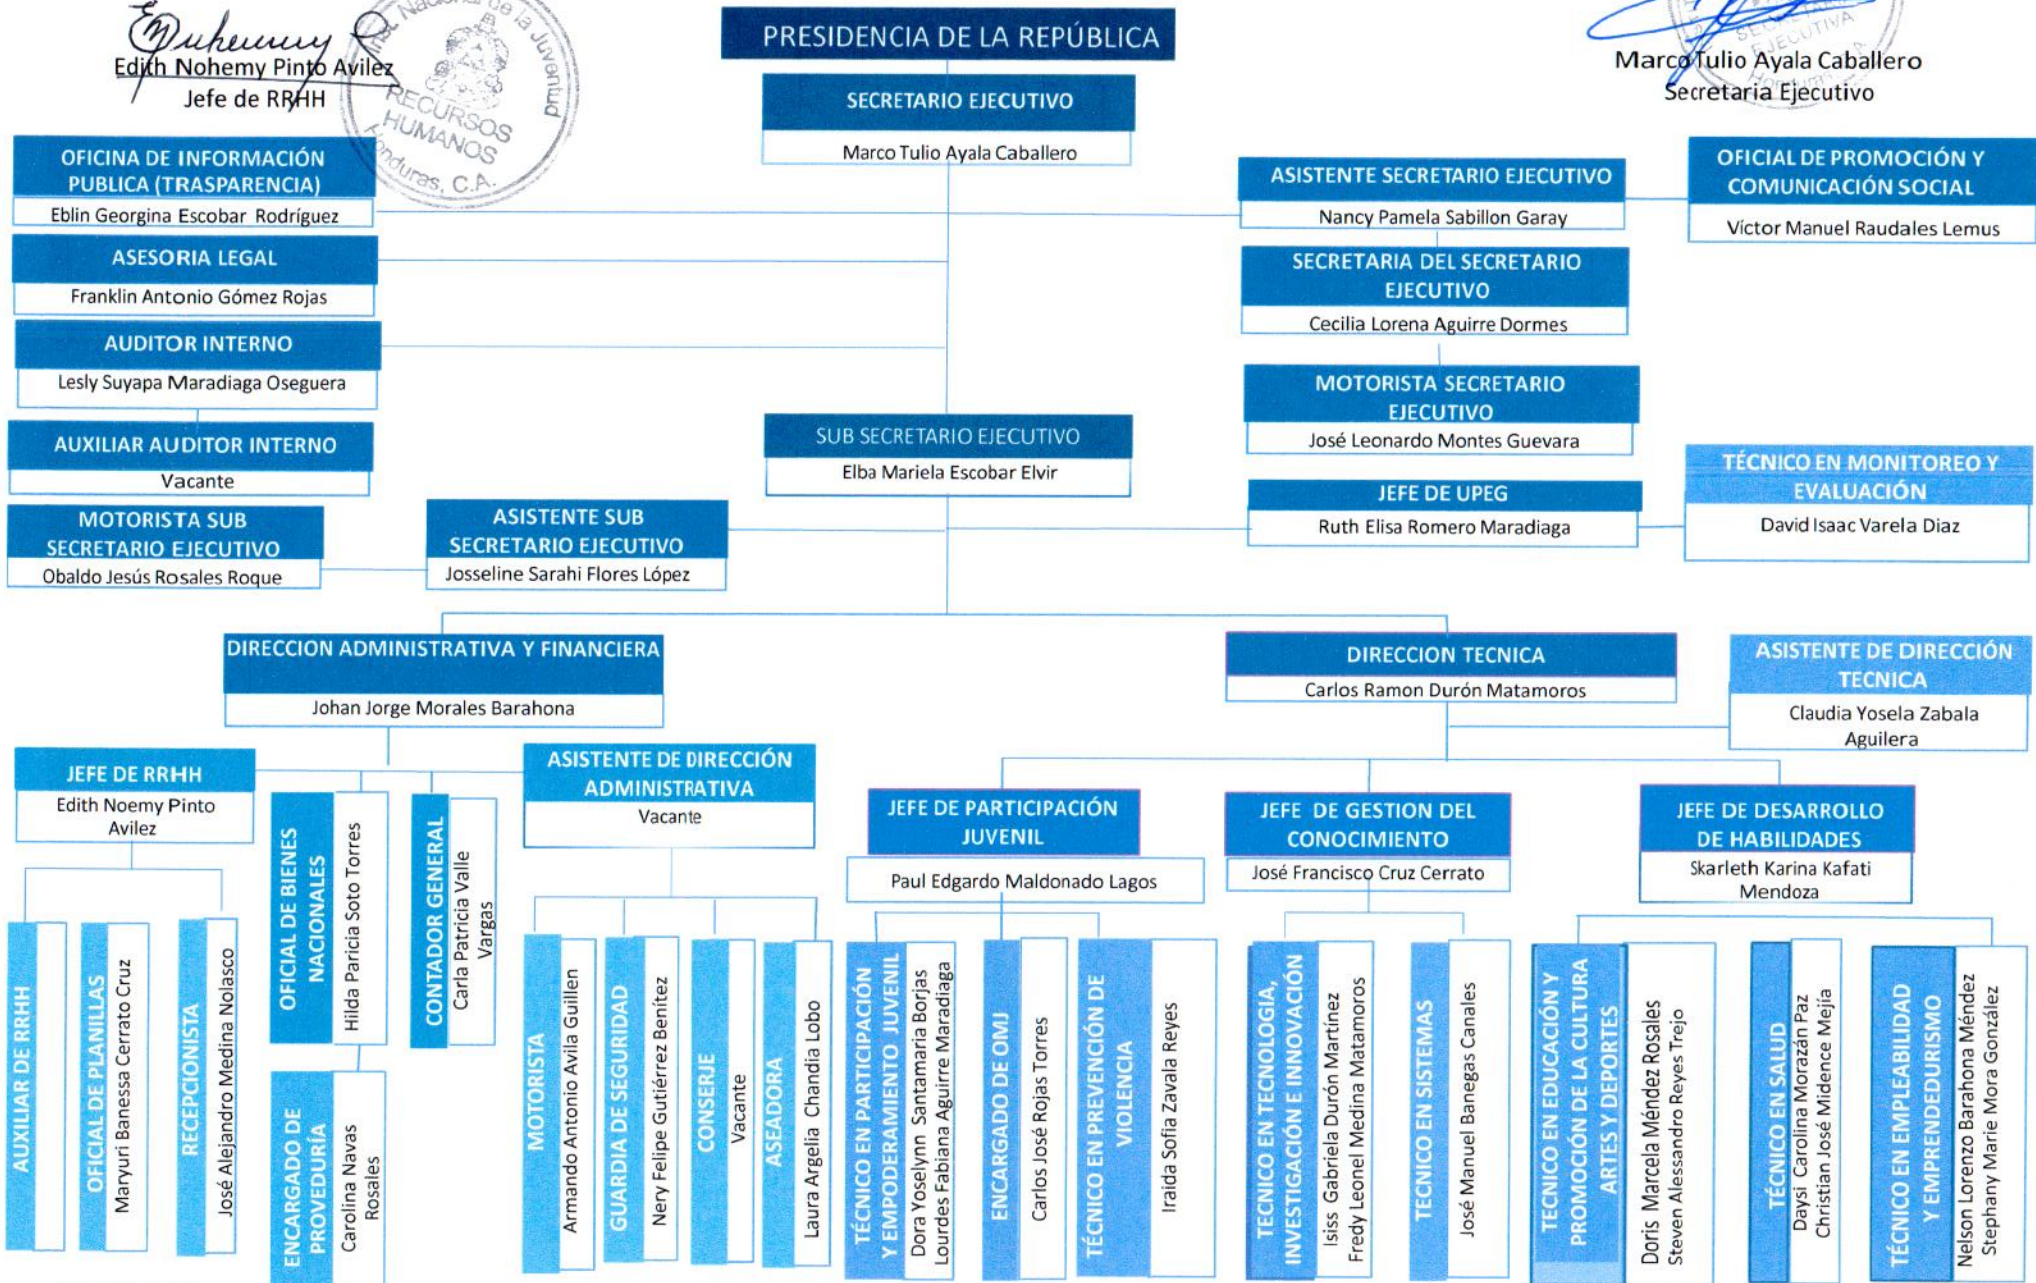 PRESIDENCIA DE LA REPÚBLICA
Edith Nohemy Pinto Avilez
Jefe de RRHH
Inst. Nacional de la Juventud
RECURSOS
HUMANOS
Honduras, C.A.
SECRETARIO EJECUTIVO
Marco Tulio Ayala Caballero
SECRETARIA
EJECUTIVA
Honduras
Marco Tulio Ayala Caballero
Secretaria Ejecutivo
OFICINA DE INFORMACIÓN
PUBLICA (TRASPARENCIA)
Eblin Georgina Escobar Rodríguez
ASISTENTE SECRETARIO EJECUTIVO
Nancy Pamela Sabillon Garay
OFICIAL DE PROMOCIÓN Y
COMUNICACIÓN SOCIAL
Víctor Manuel Raudales Lemus
ASESORIA LEGAL
Franklin Antonio Gómez Rojas
SECRETARIA DEL SECRETARIO
EJECUTIVO
Cecilia Lorena Aguirre Dormes
AUDITOR INTERNO
Lesly Suyapa Maradiaga Oseguera
MOTORISTA SECRETARIO
EJECUTIVO
José Leonardo Montes Guevara
AUXILIAR AUDITOR INTERNO
Vacante
SUB SECRETARIO EJECUTIVO
Elba Mariela Escobar Elvir
JEFE DE UPEG
Ruth Elisa Romero Maradiaga
TÉCNICO EN MONITOREO Y
EVALUACIÓN
David Isaac Varela Diaz
MOTORISTA SUB
SECRETARIO EJECUTIVO
Obaldo Jesús Rosales Roque
ASISTENTE SUB
SECRETARIO EJECUTIVO
Josseline Sarahi Flores López
DIRECCION ADMINISTRATIVA Y FINANCIERA
Johan Jorge Morales Barahona
DIRECCION TECNICA
Carlos Ramon Durón Matamoros
ASISTENTE DE DIRECCIÓN
TECNICA
Claudia Yosela Zabala
Aguilera
JEFE DE RRHH
Edith Noemy Pinto
Avilez
OFICIAL DE BIENES
NACIONALES
Hilda Paricia Soto Torres
CONTADOR GENERAL
Carla Patricia Valle
Vargas
ASISTENTE DE DIRECCIÓN
ADMINISTRATIVA
Vacante
JEFE DE PARTICIPACIÓN
JUVENIL
Paul Edgardo Maldonado Lagos
JEFE DE GESTION DEL
CONOCIMIENTO
José Francisco Cruz Cerrato
JEFE DE DESARROLLO
DE HABILIDADES
Skarleth Karina Kafati
Mendoza
AUXILIAR DE RRHH
OFICIAL DE PLANILLAS
Maryuri Banessa Cerrato Cruz
RECEPCIONISTA
José Alejandro Medina Nolasco
ENCARGADO DE
PROVEDURÍA
Carolina Navas
Rosales
MOTORISTA
Armando Antonio Avila Guillen
GUARDIA DE SEGURIDAD
Nery Felipe Gutiérrez Benítez
CONSERJE
Vacante
ASEADORA
Laura Argelia Chandia Lobo
TÉCNICO EN PARTICIPACIÓN
Y EMPODERAMIENTO JUVENIL
Dora Yoselynn Santamaria Borjas
Lourdes Fabiana Aguirre Maradiaga
ENCARGADO DE OMJ
Carlos José Rojas Torres
TÉCNICO EN PREVENCIÓN DE
VIOLENCIA
Iraida Sofia Zavala Reyes
TECNICO EN TECNOLOGIA,
INVESTIGACIÓN E INNOVACIÓN
Isiss Gabriela Durón Martínez
Fredy Leonel Medina Matamoros
TECNICO EN SISTEMAS
José Manuel Banegas Canales
TECNICO EN EDUCACIÓN Y
PROMOCIÓN DE LA CULTURA
ARTES Y DEPORTES
Doris Marcela Méndez Rosales
Steven Alessandro Reyes Trejo
TÉCNICO EN SALUD
Daysi Carolina Morazán Paz
Christian José Midence Mejía
TÉCNICO EN EMPLEABILIDAD
Y EMPRENDEDURISMO
Nelson Lorenzo Barahona Méndez
Stephany Marie Mora González